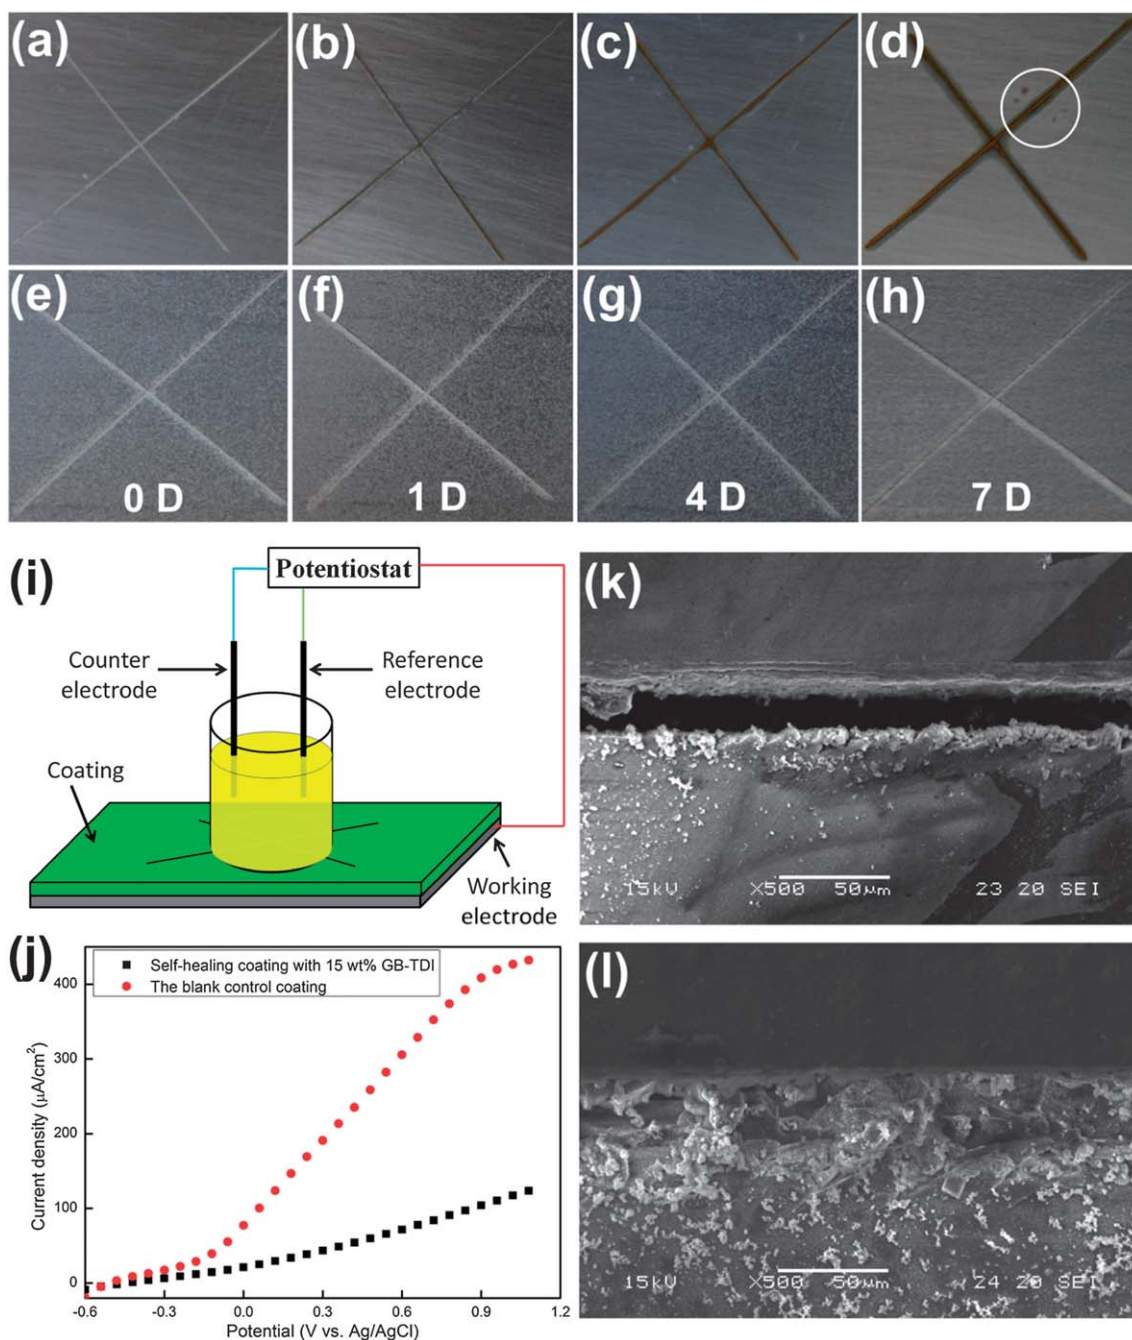 (a)
(b)
(c)
(d)
(e)
(f)
(g)
(h)
0 D
1 D
4 D
7 D
(i)
Potentiostat
Counter
electrode
Reference
electrode
Coating
Working
electrode
(k)
15kV X500 50μm 23 20 SEI
(j)
Self-healing coating with 15 wt% GB-TDI
The blank control coating
400
300
200
100
0
Current density (μA/cm²)
-0.6 -0.3 0.0 0.3 0.6 0.9 1.2
Potential (V vs. Ag/AgCl)
(l)
15kV X500 50μm 24 20 SEI